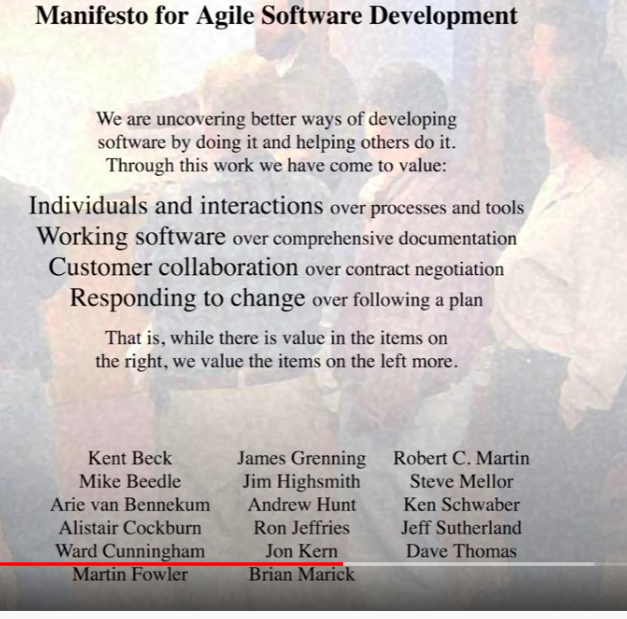 Manifesto for Agile Software Development
We are uncovering better ways of developing
software by doing it and helping others do it.
Through this work we have come to value:
Individuals and interactions over processes and tools
Working software over comprehensive documentation
Customer collaboration over contract negotiation
Responding to change over following a plan
That is, while there is value in the items on
the right, we value the items on the left more.
Kent Beck
Mike Beedle
Arie van Bennekum
Alistair Cockburn
Ward Cunningham
Martin Fowler
James Grenning
Jim Highsmith
Andrew Hunt
Ron Jeffries
Jon Kern
Brian Marick
Robert C. Martin
Steve Mellor
Ken Schwaber
Jeff Sutherland
Dave Thomas